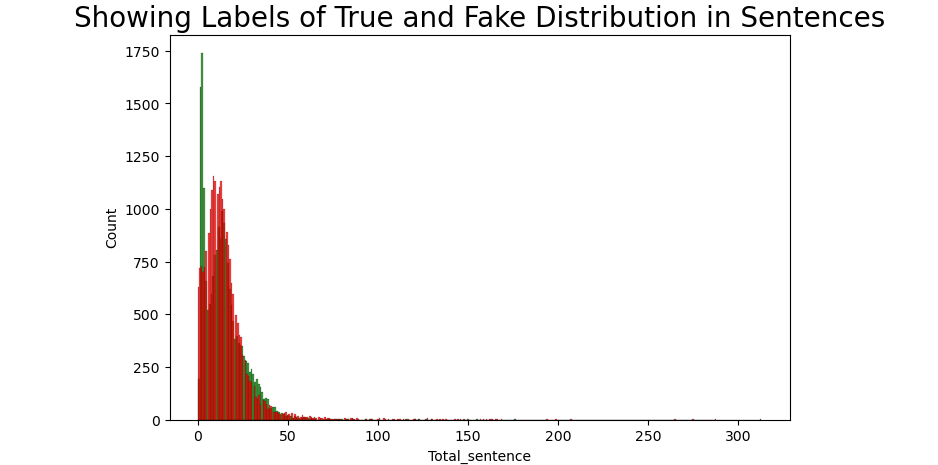 Showing Labels of True and Fake Distribution in Sentences
1750
1500
1250
1000
750
500
250
0
Count
0 50 100 150 200 250 300
Total_sentence